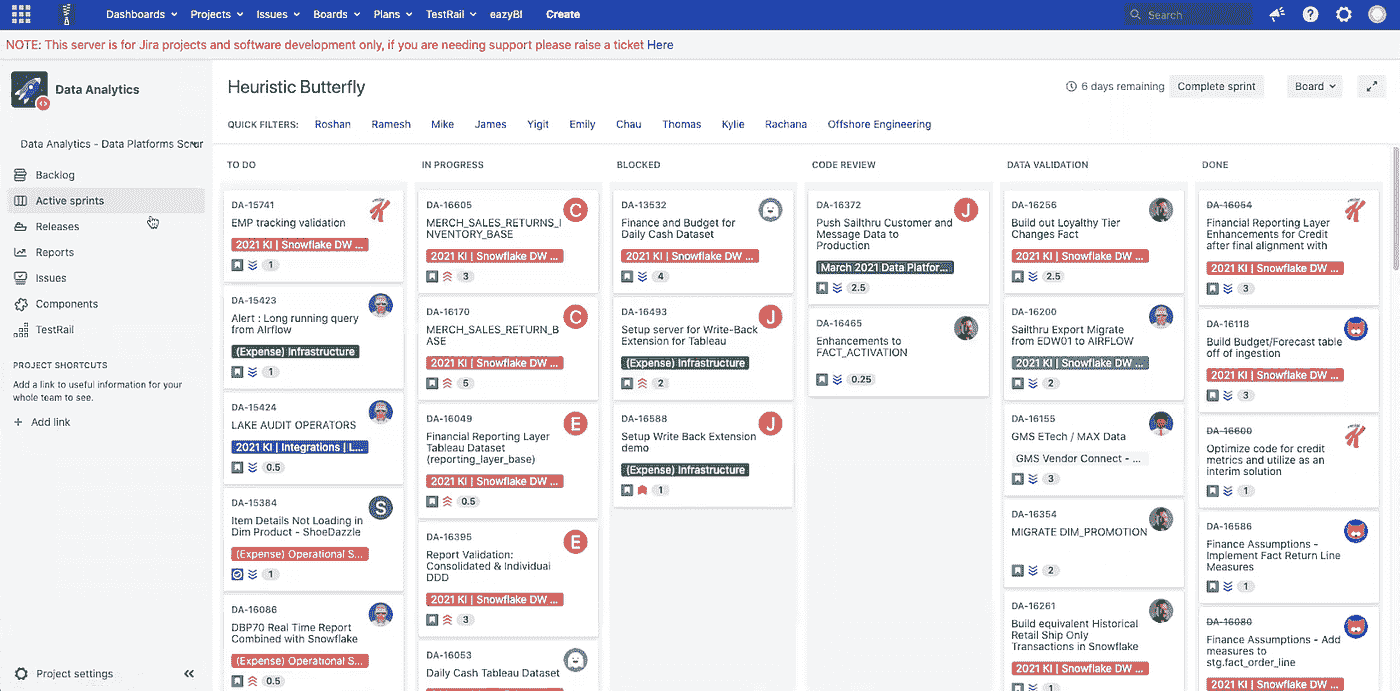 Dashboards Projects Issues Boards Plans TestRail eazyBI Create Search
NOTE: This server is for Jira projects and software development only, if you are needing support please raise a ticket Here
Data Analytics
Data Analytics - Data Platforms Scrur
Backlog
Active sprints
Releases
Reports
Issues
Components
TestRail
PROJECT SHORTCUTS
Add a link to useful information for your
whole team to see.
+ Add link
Project settings
Heuristic Butterfly
6 days remaining Complete sprint Board
QUICK FILTERS: Roshan Ramesh Mike James Yigit Emily Chau Thomas Kylie Rachana Offshore Engineering
TO DO
DA-15741
EMP tracking validation
2021 KI | Snowflake DW ...
1
DA-15423
Alert : Long running query
from AIrflow
(Expense) Infrastructure
1
DA-15424
LAKE AUDIT OPERATORS
2021 KI | Integrations | L...
0.5
DA-15384
S
Item Details Not Loading in
Dim Product - ShoeDazzle
(Expense) Operational S...
1
DA-16086
DBP70 Real Time Report
Combined with Snowflake
(Expense) Operational S...
0.5
IN PROGRESS
DA-16605
C
MERCH_SALES_RETURNS_I
NVENTORY_BASE
2021 KI | Snowflake DW ...
3
DA-16170
C
MERCH_SALES_RETURN_B
ASE
2021 KI | Snowflake DW ...
5
DA-16049
E
Financial Reporting Layer
Tableau Dataset
(reporting_layer_base)
2021 KI | Snowflake DW ...
0.5
DA-16395
E
Report Validation:
Consolidated & Individual
DDD
2021 KI | Snowflake DW ...
3
DA-16053
Daily Cash Tableau Dataset
BLOCKED
DA-13532
Finance and Budget for
Daily Cash Dataset
2021 KI | Snowflake DW ...
4
DA-16493
J
Setup server for Write-Back
Extension for Tableau
(Expense) Infrastructure
2
DA-16588
J
Setup Write Back Extension
demo
(Expense) Infrastructure
1
CODE REVIEW
DA-16372
J
Push Sailthru Customer and
Message Data to
Production
March 2021 Data Platfor...
2.5
DA-16465
Enhancements to
FACT_ACTIVATION
0.25
DATA VALIDATION
DA-16256
Build out Loyalthy Tier
Changes Fact
2021 KI | Snowflake DW ...
2.5
DA-16200
Sailthru Export Migrate
from EDW01 to AIRFLOW
2021 KI | Snowflake DW ...
2
DA-16155
GMS ETech / MAX Data
GMS Vendor Connect - ...
3
DA-16354
MIGRATE DIM_PROMOTION
2
DA-16261
Build equivalent Historical
Retail Ship Only
Transactions in Snowflake
2021 KI | Snowflake DW ...
1
DONE
DA-16054
Financial Reporting Layer
Enhancements for Credit
after final alignment with
2021 KI | Snowflake DW ...
3
DA-16118
Build Budget/Forecast table
off of ingestion
2021 KI | Snowflake DW ...
3
DA-16600
Optimize code for credit
metrics and utilize as an
interim solution
1
DA-16586
Finance Assumptions -
Implement Fact Return Line
Measures
1
DA-16080
Finance Assumptions - Add
measures to
stg.fact_order_line
2021 KI | Snowflake DW ...